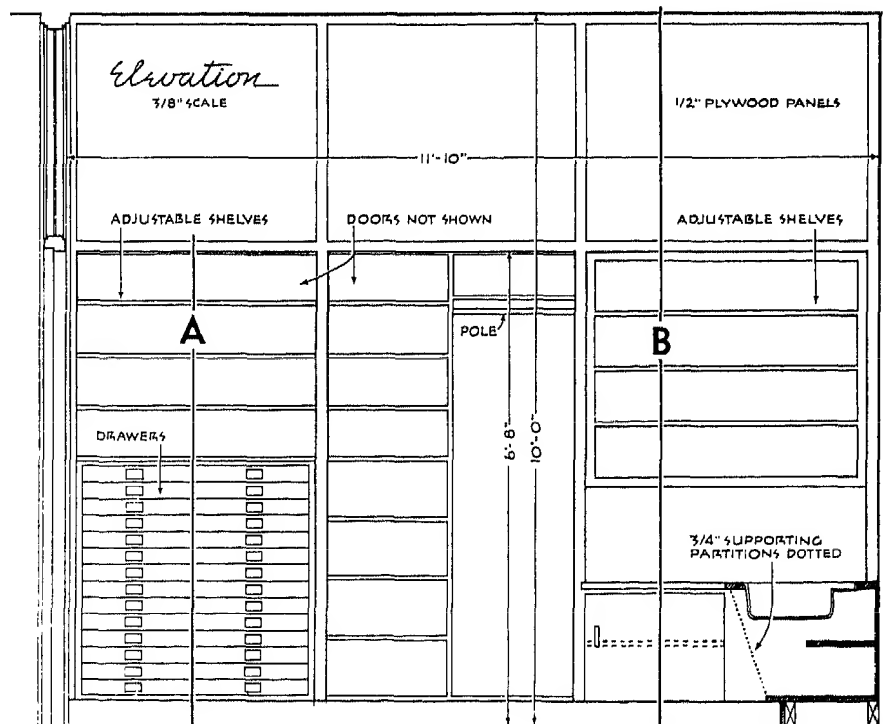 Elevation
3/8" SCALE
1/2" PLYWOOD PANELS
11'-10"
ADJUSTABLE SHELVES
DOORS NOT SHOWN
ADJUSTABLE SHELVES
A
POLE
B
6'-8"
10'-0"
DRAWERS
3/4" SUPPORTING
PARTITIONS DOTTED